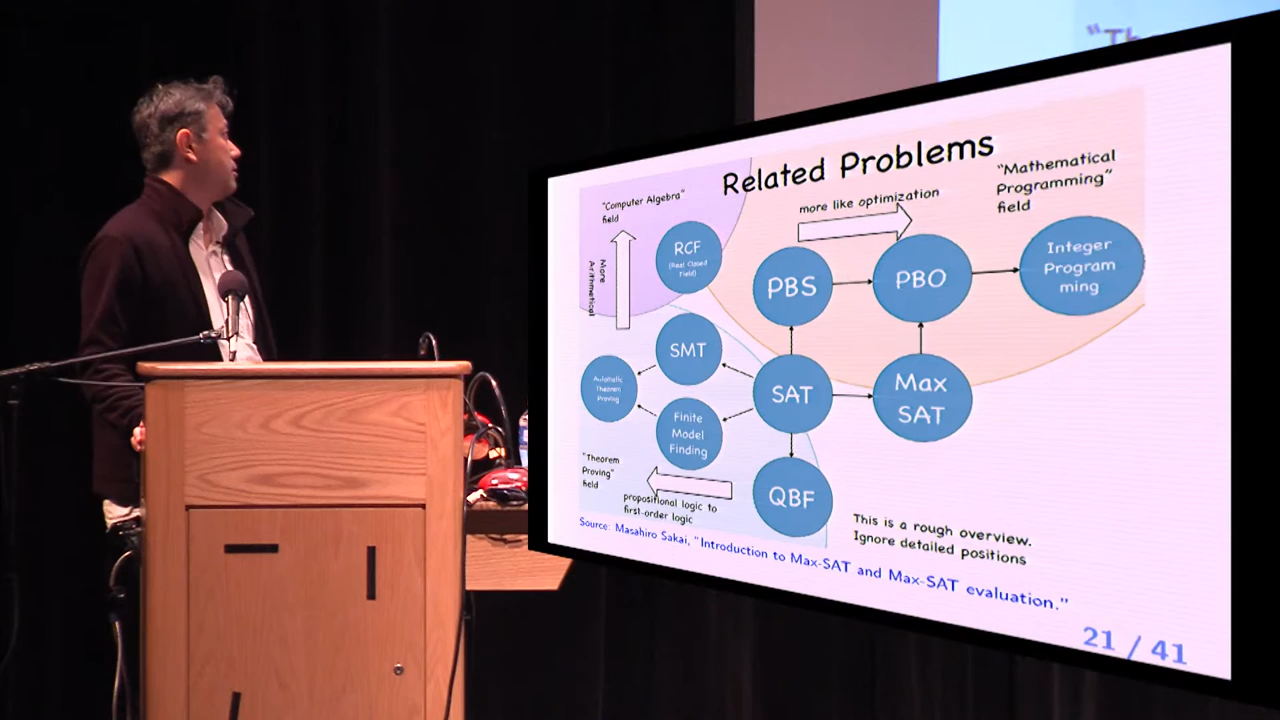 "Th
Related Problems
"Computer Algebra"
field
more like optimization
"Mathematical
Programming"
field
More
Arithmetical
RCF
(Real Closed
Field)
PBS
PBO
Integer
Program
ming
SMT
Automatic
Theorem
Proving
SAT
Max
SAT
Finite
Model
Finding
"Theorem
Proving"
field
propositional logic to
first-order logic
QBF
This is a rough overview.
Ignore detailed positions
Source: Masahiro Sakai, "Introduction to Max-SAT and Max-SAT evaluation."
21 / 41